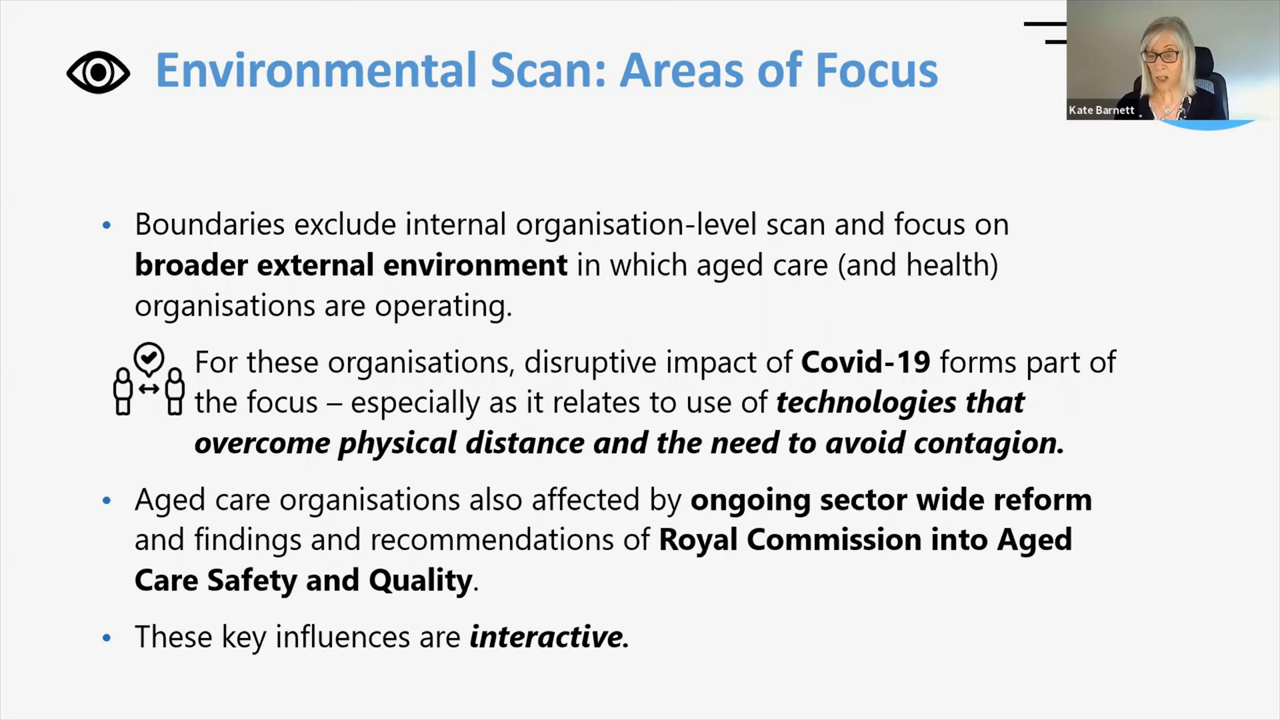 Environmental Scan: Areas of Focus
Kate Barnett
• Boundaries exclude internal organisation-level scan and focus on
broader external environment in which aged care (and health)
organisations are operating.
For these organisations, disruptive impact of Covid-19 forms part of
the focus – especially as it relates to use of technologies that
overcome physical distance and the need to avoid contagion.
• Aged care organisations also affected by ongoing sector wide reform
and findings and recommendations of Royal Commission into Aged
Care Safety and Quality.
• These key influences are interactive.